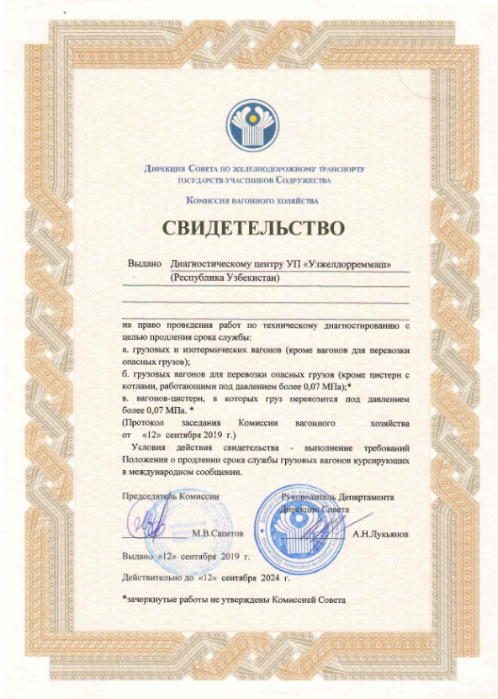 Дирекция Совета по железнодорожному транспорту
государств-участников Содружества
Комиссия вагонного хозяйства
СВИДЕТЕЛЬСТВО
Выдано Диагностическому центру УП «Узжелдорреммаш»
(Республика Узбекистан)
на право проведения работ по техническому диагностированию с
целью продления срока службы:
а. грузовых и изотермических вагонов (кроме вагонов для перевозки
опасных грузов);
б. грузовых вагонов для перевозки опасных грузов (кроме цистерн с
котлами, работающими под давлением более 0,07 МПа);*
в. вагонов-цистерн, в которых груз перевозится под давлением
более 0,07 МПа. *
(Протокол заседания Комиссии вагонного хозяйства
от «12» сентября 2019 г.)
Условия действия свидетельства - выполнение требований
Положения о продлении срока службы грузовых вагонов курсирующих
в международном сообщении.
Председатель Комиссии
Руководитель Департамента
Дирекции Совета
М.В.Сапетов
А.Н.Лукьянов
Выдано «12» сентября 2019 г.
Действительно до «12» сентября 2024 г.
*зачеркнутые работы не утверждены Комиссией Совета